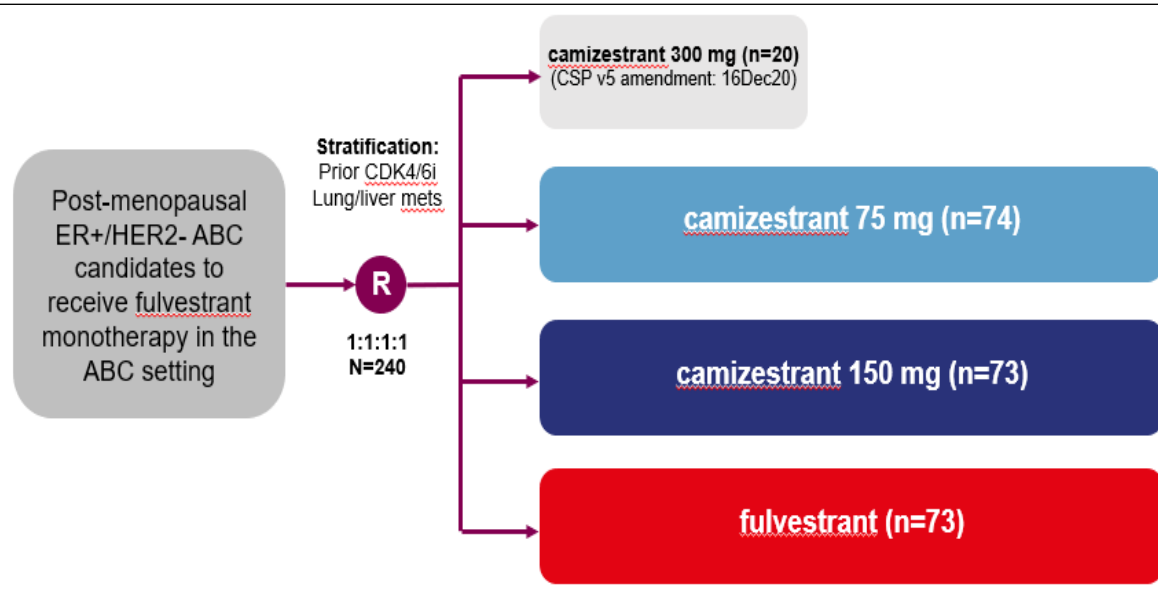 Post-menopausal
ER+/HER2- ABC
candidates to
receive fulvestrant
monotherapy in the
ABC setting
Stratification:
Prior CDK4/6i
Lung/liver mets
R
1:1:1:1
N=240
camizestrant 300 mg (n=20)
(CSP v5 amendment: 16Dec20)
camizestrant 75 mg (n=74)
camizestrant 150 mg (n=73)
fulvestrant (n=73)